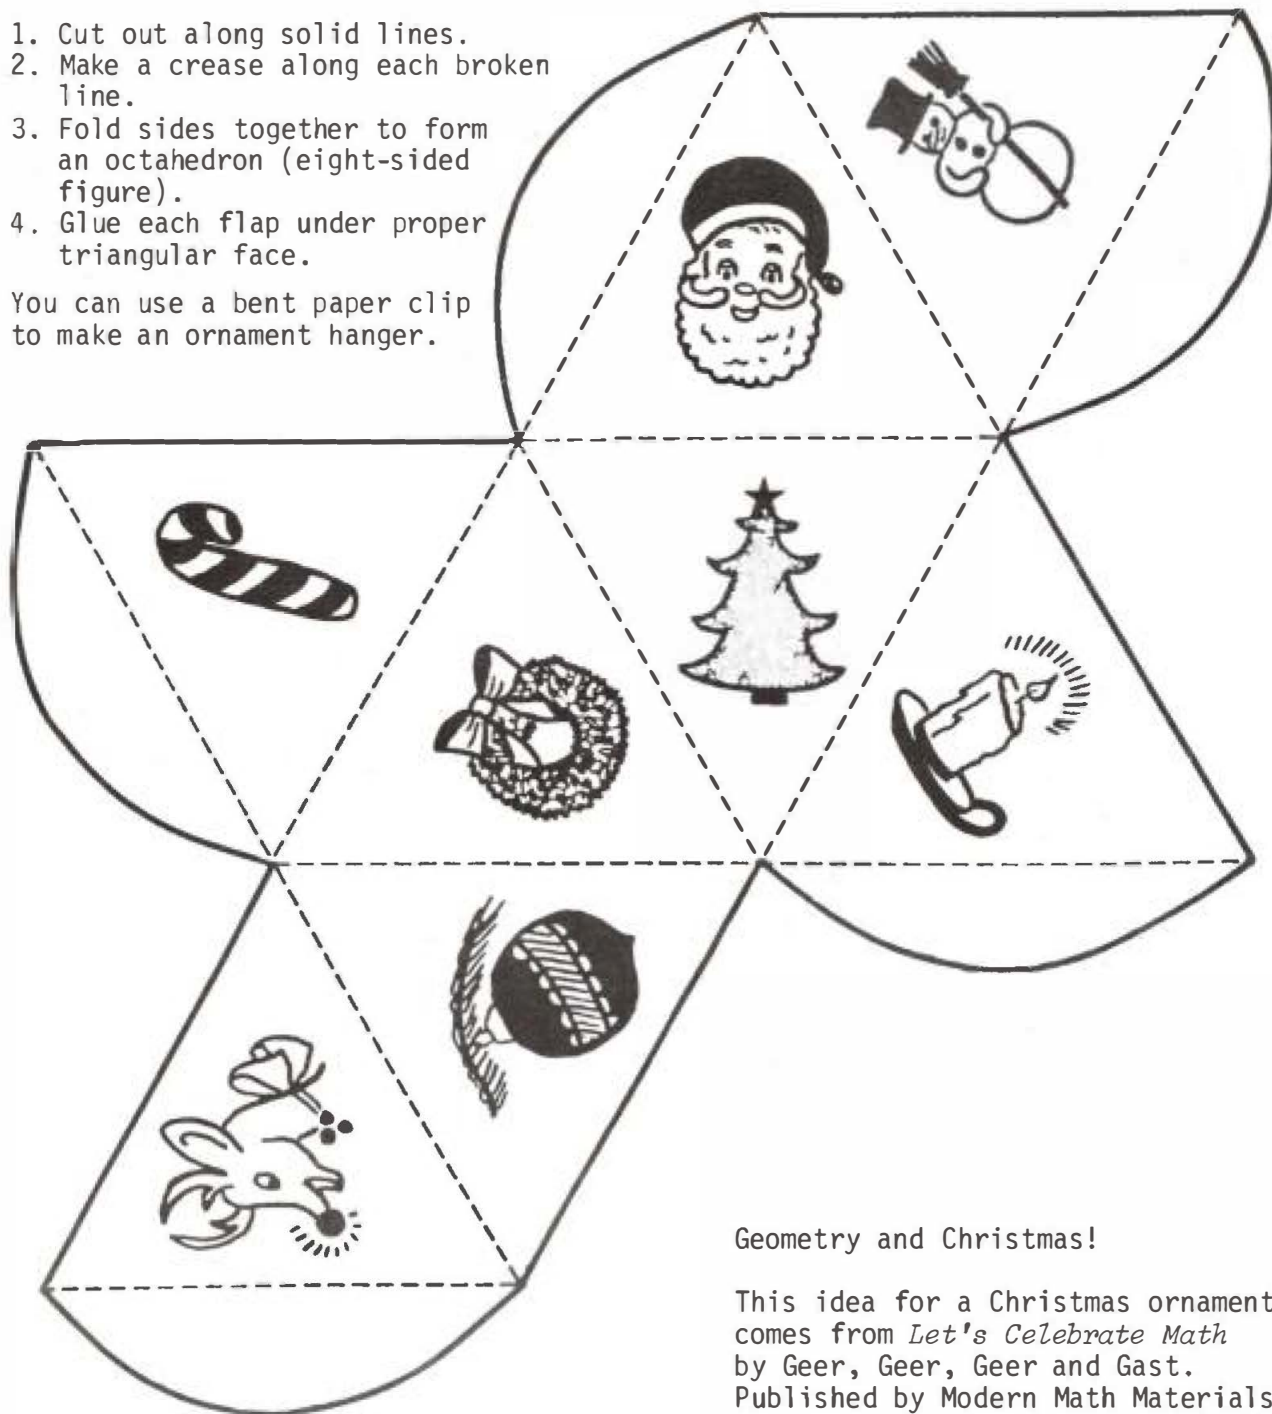 1. Cut out along solid lines.
2. Make a crease along each broken
line.
3. Fold sides together to form
an octahedron (eight-sided
figure).
4. Glue each flap under proper
triangular face.
You can use a bent paper clip
to make an ornament hanger.
Geometry and Christmas!
This idea for a Christmas ornament
comes from Let's Celebrate Math
by Geer, Geer, Geer and Gast.
Published by Modern Math Materials